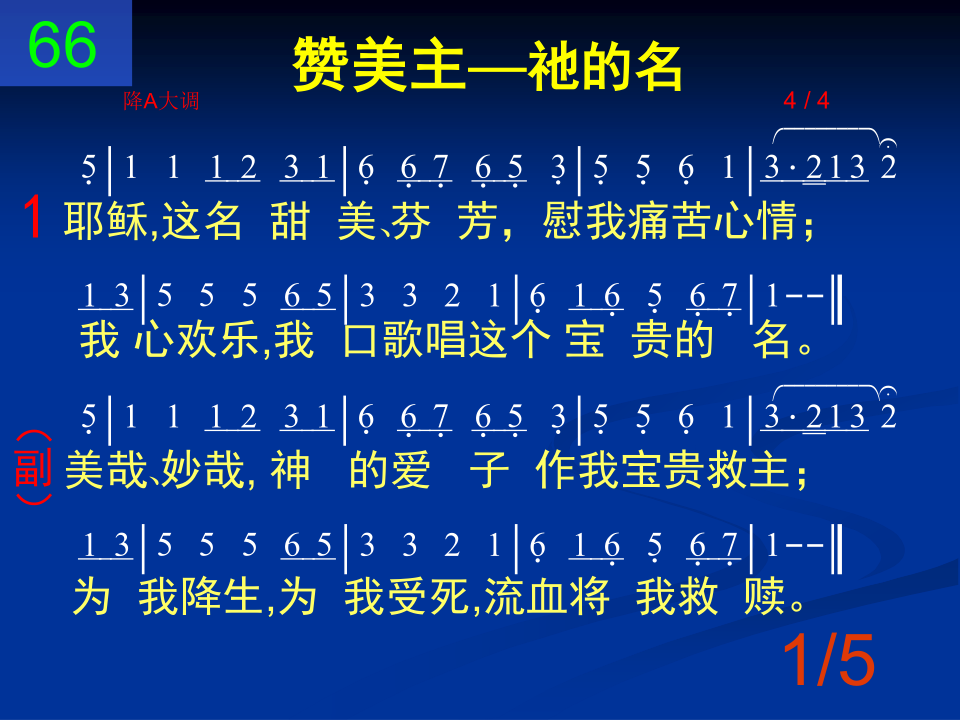 66
赞美主—祂的名
降A大调 4 / 4
5̣ | 1 1 1 2 3 1 | 6̣ 6̣ 7̣ 6̣ 5̣ 3̣ | 5̣ 5̣ 6̣ 1 | 3 · 2 1 3 2
1 耶稣,这名 甜 美、芬 芳，慰我痛苦心情；
1 3 | 5 5 5 6 5 | 3 3 2 1 | 6̣ 1 6̣ 5̣ 6̣ 7̣ | 1 – – ‖
我 心欢乐,我 口歌唱这个 宝 贵的 名。
5̣ | 1 1 1 2 3 1 | 6̣ 6̣ 7̣ 6̣ 5̣ 3̣ | 5̣ 5̣ 6̣ 1 | 3 · 2 1 3 2
（副） 美哉、妙哉, 神 的爱 子 作我宝贵救主；
1 3 | 5 5 5 6 5 | 3 3 2 1 | 6̣ 1 6̣ 5̣ 6̣ 7̣ | 1 – – ‖
为 我降生,为 我受死,流血将 我救 赎。
1/5